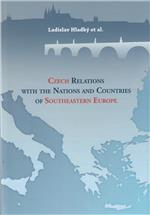 Ladislav Hladký et al.
CZECH RELATIONS
WITH THE NATIONS AND COUNTRIES
OF SOUTHEASTERN EUROPE